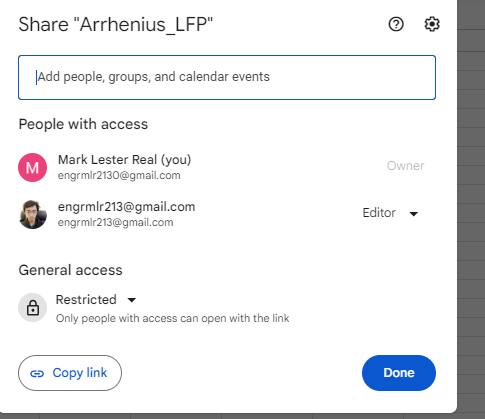 Share "Arrhenius_LFP"
Add people, groups, and calendar events
People with access
M
Mark Lester Real (you)
engrmlr2130@gmail.com
Owner
engrmlr213@gmail.com
engrmlr213@gmail.com
Editor
General access
Restricted
Only people with access can open with the link
Copy link
Done